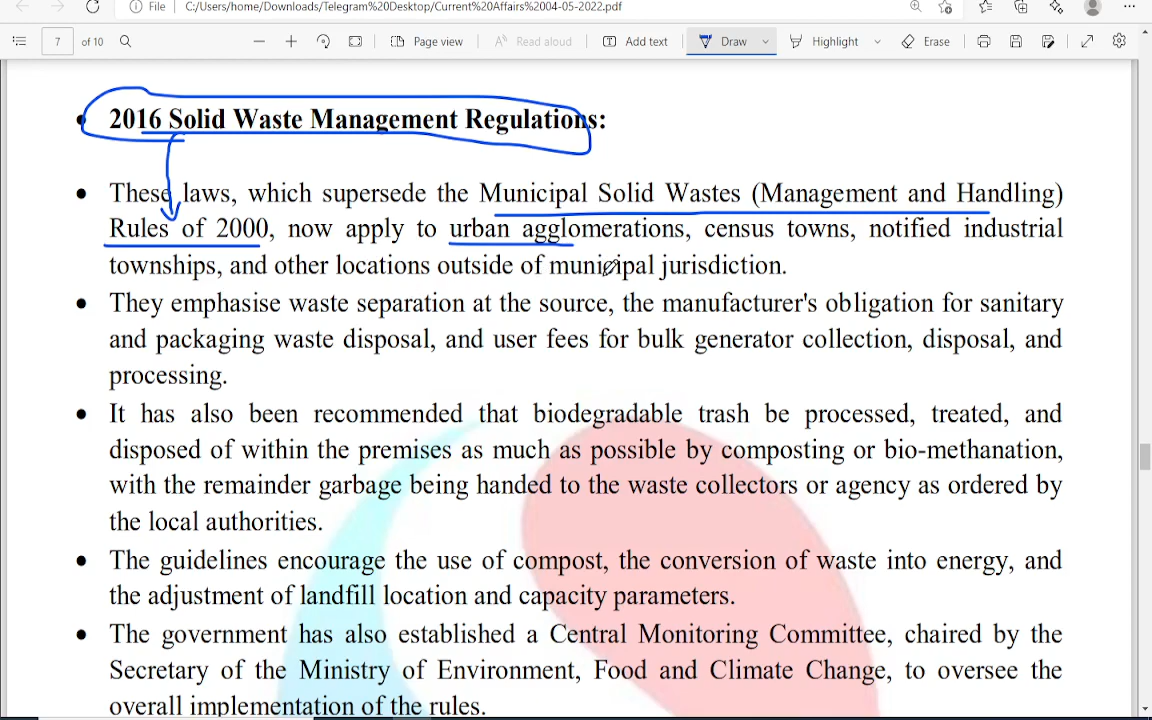 File
C:/Users/home/Downloads/Telegram%20Desktop/Current%20Affairs%2004-05-2022.pdf
7 of 10
Page view
Read aloud
Add text
Draw
Highlight
Erase
• 2016 Solid Waste Management Regulations:
• These laws, which supersede the Municipal Solid Wastes (Management and Handling)
Rules of 2000, now apply to urban agglomerations, census towns, notified industrial
townships, and other locations outside of municipal jurisdiction.
• They emphasise waste separation at the source, the manufacturer's obligation for sanitary
and packaging waste disposal, and user fees for bulk generator collection, disposal, and
processing.
• It has also been recommended that biodegradable trash be processed, treated, and
disposed of within the premises as much as possible by composting or bio-methanation,
with the remainder garbage being handed to the waste collectors or agency as ordered by
the local authorities.
• The guidelines encourage the use of compost, the conversion of waste into energy, and
the adjustment of landfill location and capacity parameters.
• The government has also established a Central Monitoring Committee, chaired by the
Secretary of the Ministry of Environment, Food and Climate Change, to oversee the
overall implementation of the rules.